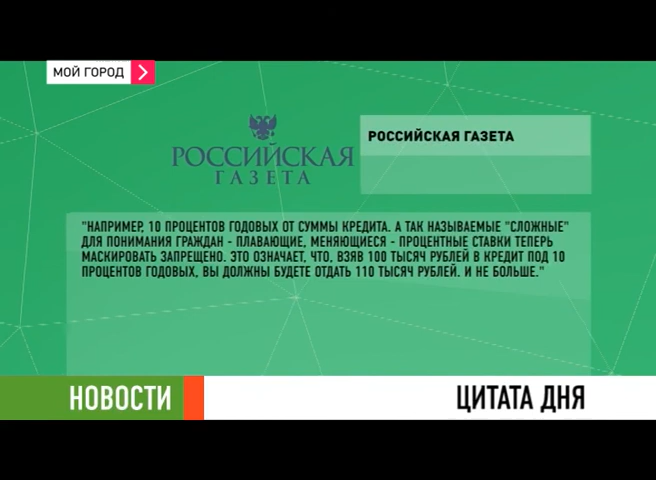 МОЙ ГОРОД
РОССИЙСКАЯ
ГАЗЕТА
РОССИЙСКАЯ ГАЗЕТА
"НАПРИМЕР, 10 ПРОЦЕНТОВ ГОДОВЫХ ОТ СУММЫ КРЕДИТА. А ТАК НАЗЫВАЕМЫЕ "СЛОЖНЫЕ"
ДЛЯ ПОНИМАНИЯ ГРАЖДАН - ПЛАВАЮЩИЕ, МЕНЯЮЩИЕСЯ - ПРОЦЕНТНЫЕ СТАВКИ ТЕПЕРЬ
МАСКИРОВАТЬ ЗАПРЕЩЕНО. ЭТО ОЗНАЧАЕТ, ЧТО, ВЗЯВ 100 ТЫСЯЧ РУБЛЕЙ В КРЕДИТ ПОД 10
ПРОЦЕНТОВ ГОДОВЫХ, ВЫ ДОЛЖНЫ БУДЕТЕ ОТДАТЬ 110 ТЫСЯЧ РУБЛЕЙ. И НЕ БОЛЬШЕ."
НОВОСТИ
ЦИТАТА ДНЯ